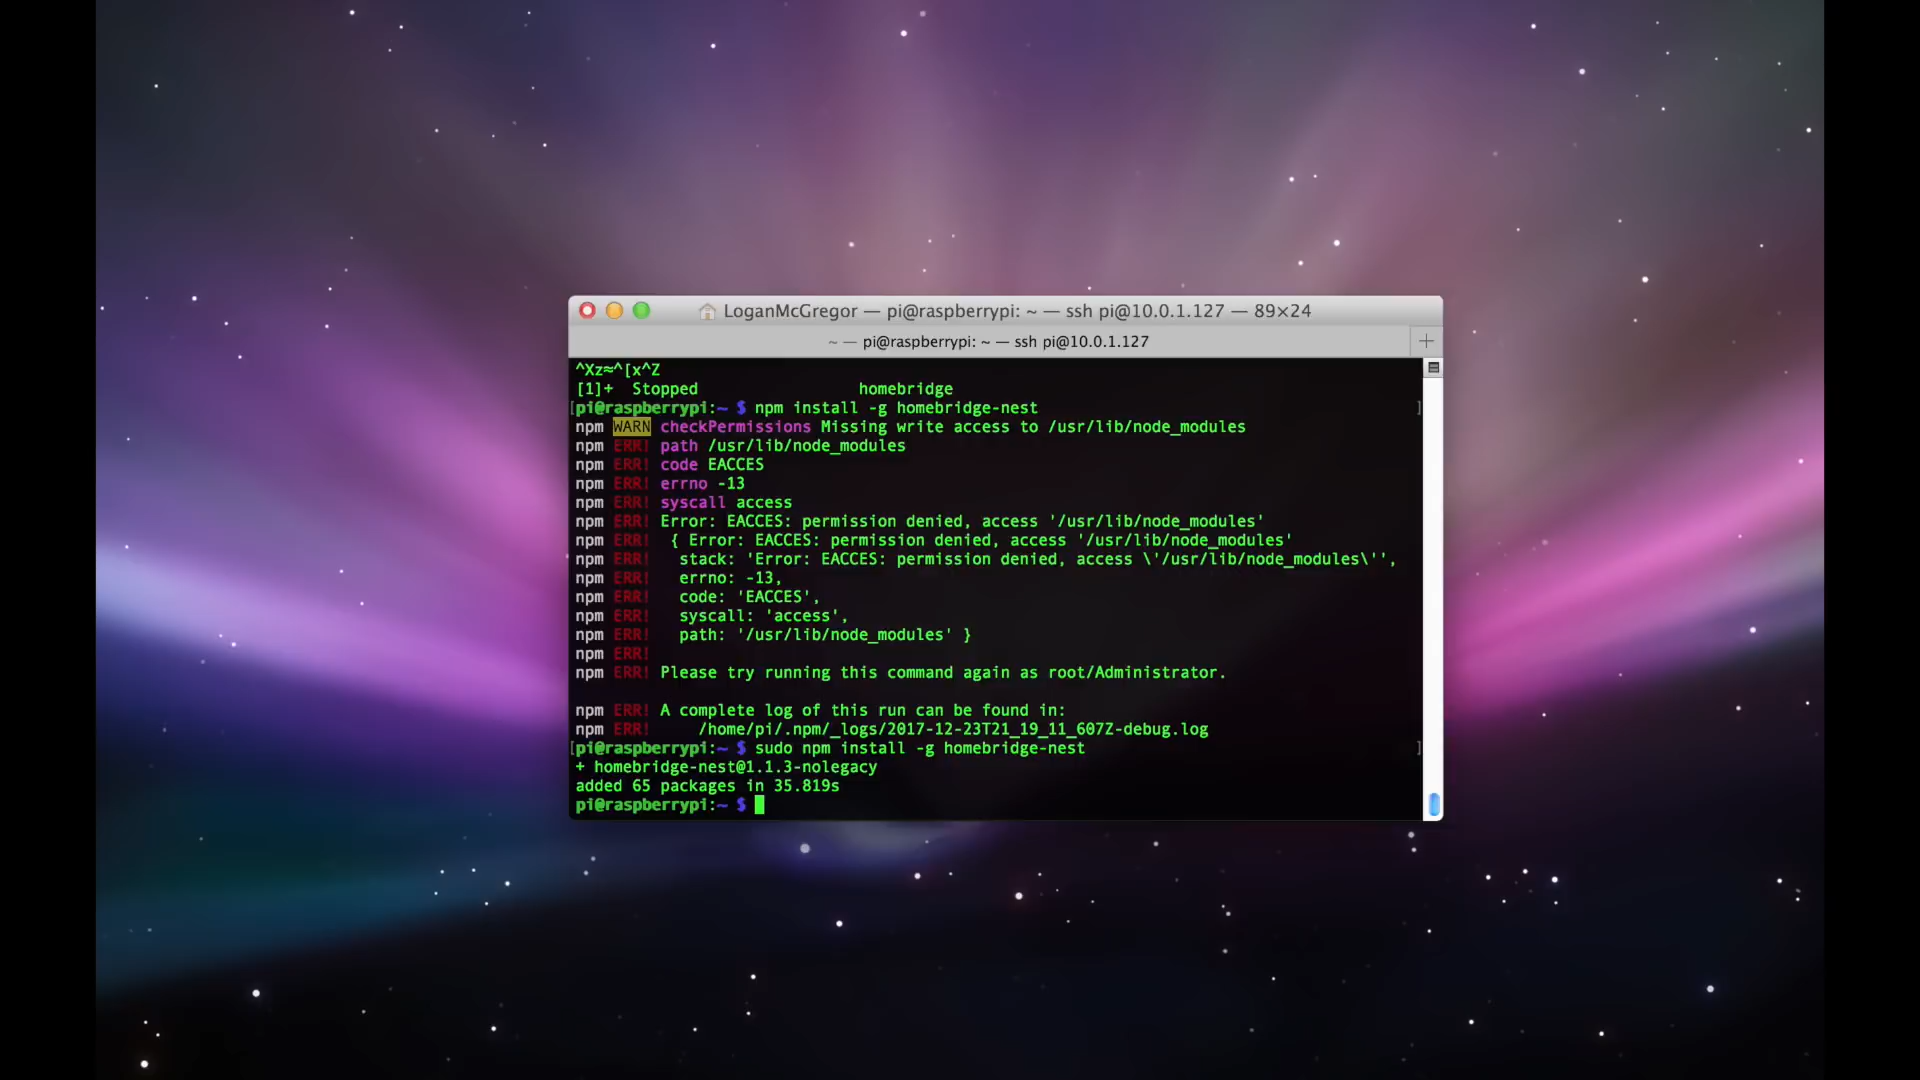 LoganMcGregor — pi@raspberrypi: ~ — ssh pi@10.0.1.127 — 89×24
~ — pi@raspberrypi: ~ — ssh pi@10.0.1.127
^Xz≈^[x^Z
[1]+  Stopped                 homebridge
[pi@raspberrypi:~ $ npm install -g homebridge-nest ]
npm WARN checkPermissions Missing write access to /usr/lib/node_modules
npm ERR! path /usr/lib/node_modules
npm ERR! code EACCES
npm ERR! errno -13
npm ERR! syscall access
npm ERR! Error: EACCES: permission denied, access '/usr/lib/node_modules'
npm ERR!  { Error: EACCES: permission denied, access '/usr/lib/node_modules'
npm ERR!   stack: 'Error: EACCES: permission denied, access \'/usr/lib/node_modules\'',
npm ERR!   errno: -13,
npm ERR!   code: 'EACCES',
npm ERR!   syscall: 'access',
npm ERR!   path: '/usr/lib/node_modules' }
npm ERR!
npm ERR! Please try running this command again as root/Administrator.
npm ERR! A complete log of this run can be found in:
npm ERR!     /home/pi/.npm/_logs/2017-12-23T21_19_11_607Z-debug.log
[pi@raspberrypi:~ $ sudo npm install -g homebridge-nest ]
+ homebridge-nest@1.1.3-nolegacy
added 65 packages in 35.819s
pi@raspberrypi:~ $